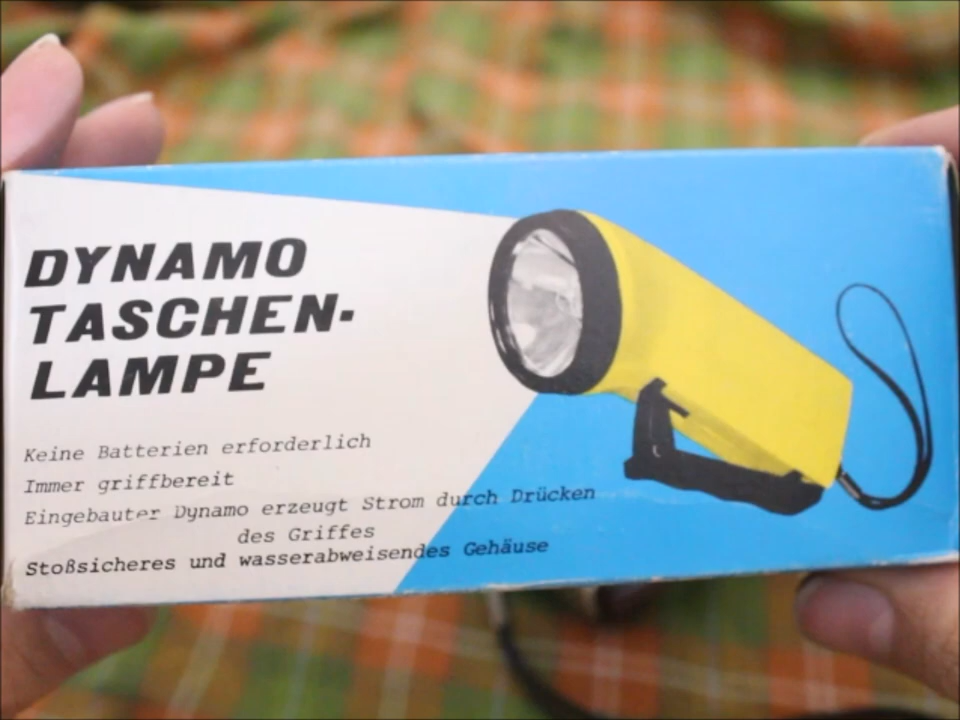 DYNAMO
TASCHEN-
LAMPE
Keine Batterien erforderlich
Immer griffbereit
Eingebauter Dynamo erzeugt Strom durch Drücken
des Griffes
Stoßsicheres und wasserabweisendes Gehäuse